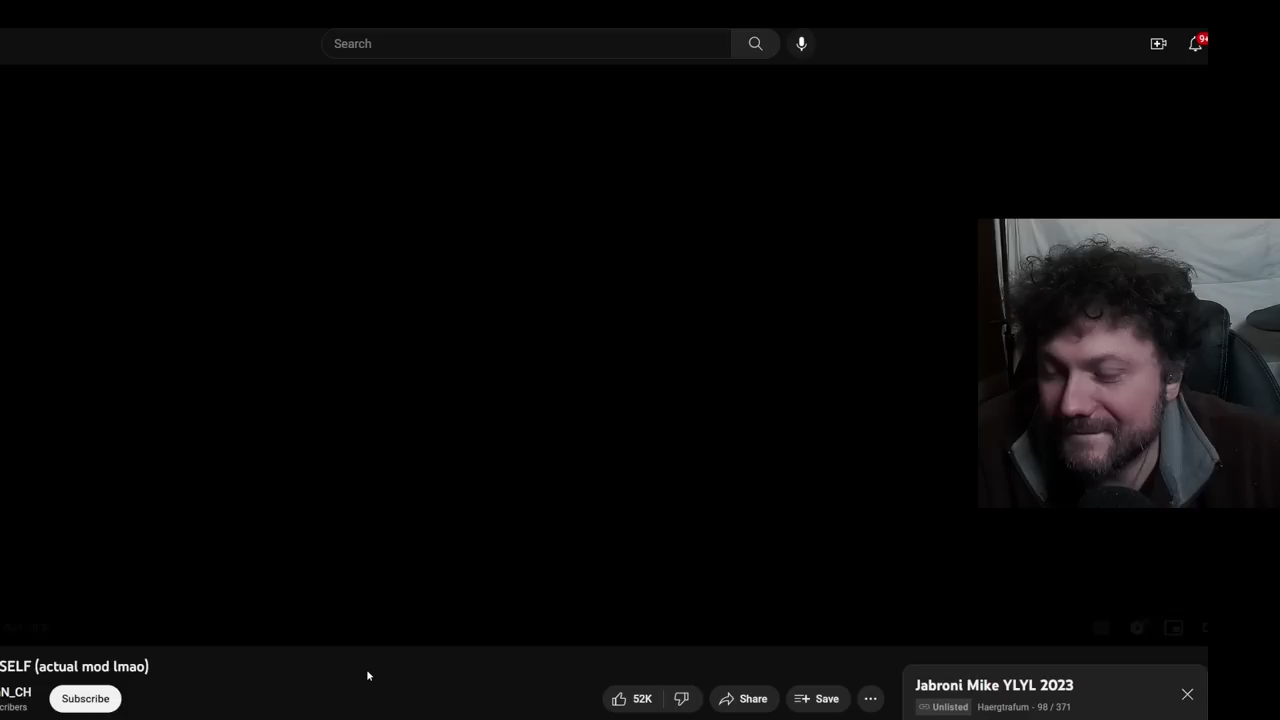 Search
9+
SELF (actual mod lmao)
N_CH
cribers
Subscribe
52K
Share
Save
Jabroni Mike YLYL 2023
Unlisted
Haergtrafum - 98 / 371